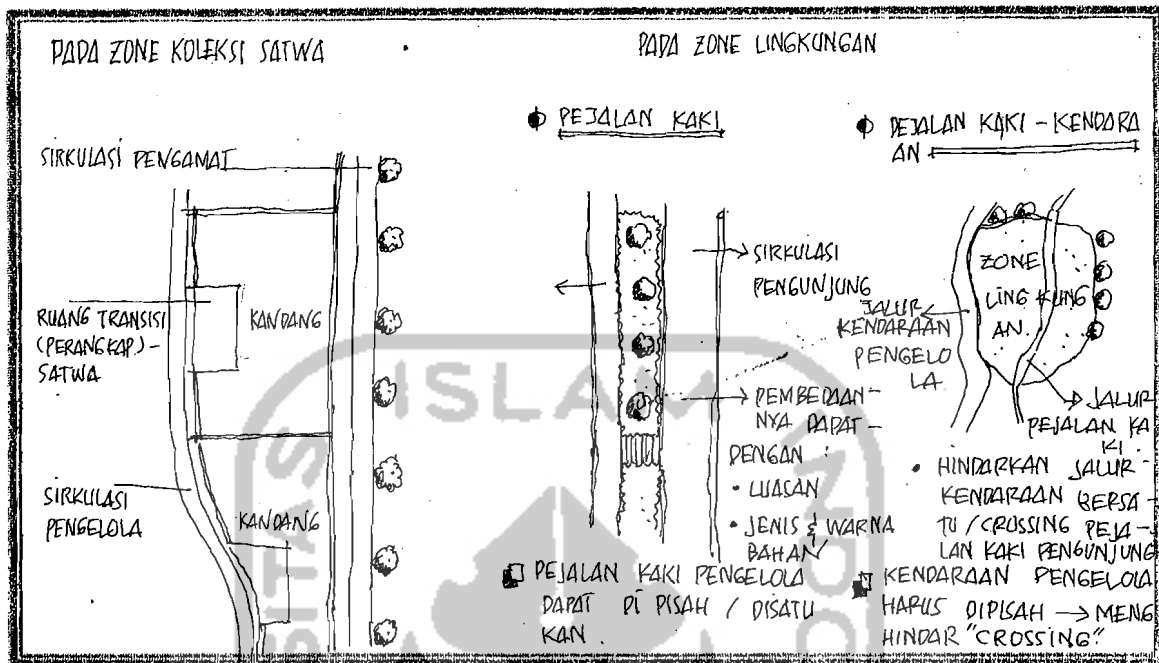 PADA ZONE KOLEKSI SATWA
SIRKULASI PENGAMAT
RUANG TRANSISI
(PERANGKAP) -
SATWA
KANDANG
SIRKULASI
PENGELOLA
KANDANG
PADA ZONE LINGKUNGAN
PEJALAN KAKI
SIRKULASI
PENGUNJUNG
PEMBEDAAN-
NYA DAPAT -
DENGAN :
• LUASAN
• JENIS & WARNA
BAHAN
PEJALAN KAKI PENGELOLA
DAPAT DI PISAH / DISATU
KAN .
PEJALAN KAKI - KENDARA
AN
ZONE
LING KUNG
AN.
JALUR
KENDARAAN
PENGELO
LA.
JALUR
PEJALAN KA
KI.
• HINDARKAN JALUR -
KENDARAAN BERSA -
TU / CROSSING PEJA -
LAN KAKI PENGUNJUNG
KENDARAAN PENGELOLA
HARUS DIPISAH → MENG
HINDAR "CROSSING"
ISLAM